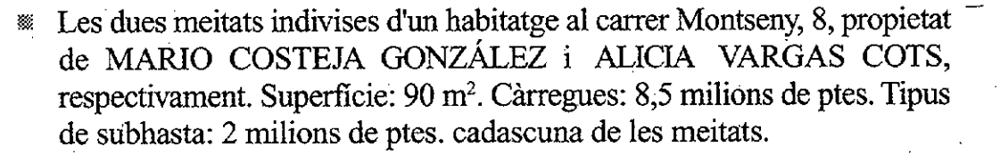 Les dues meitats indivises d'un habitatge al carrer Montseny, 8, propietat
de MARIO COSTEJA GONZÁLEZ i ALICIA VARGAS COTS,
respectivament. Superfície: 90 m². Càrregues: 8,5 milions de ptes. Tipus
de subhasta: 2 milions de ptes. cadascuna de les meitats.